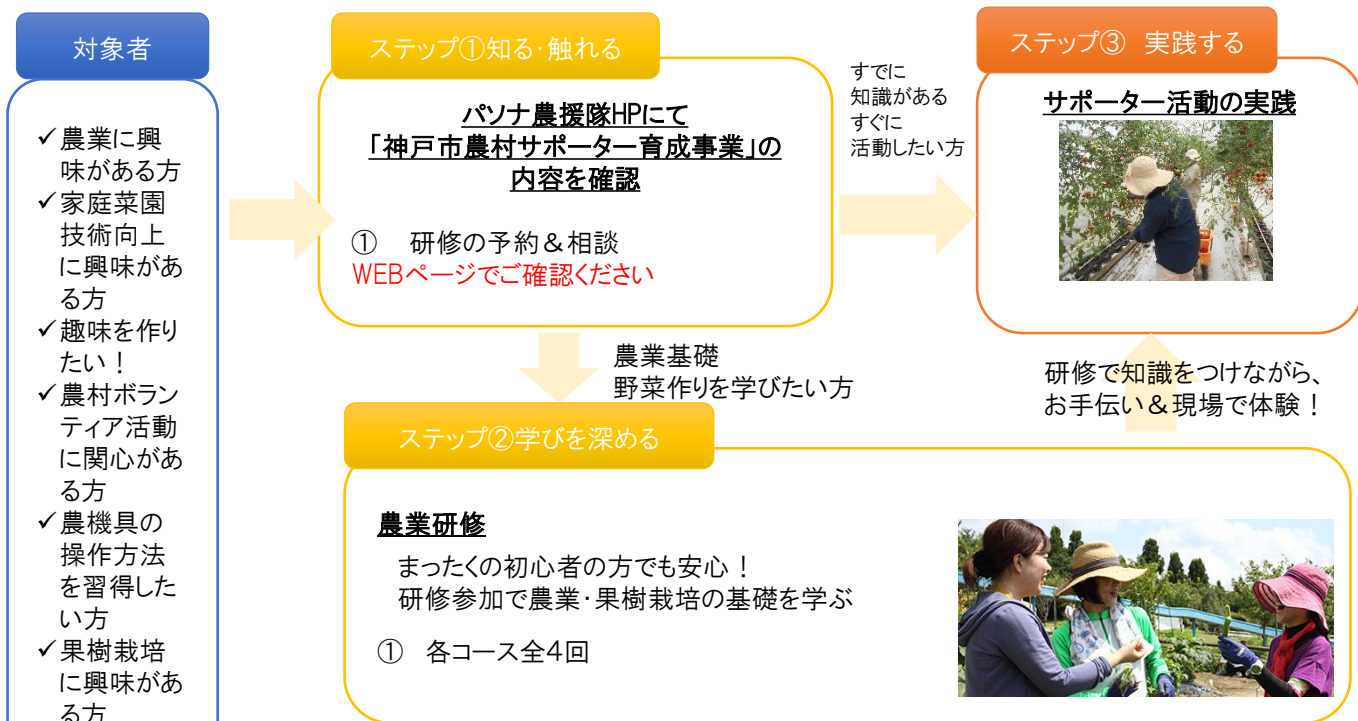 対象者
✓農業に興
味がある方
✓家庭菜園
技術向上
に興味があ
る方
✓趣味を作り
たい！
✓農村ボラン
ティア活動
に関心があ
る方
✓農機具の
操作方法
を習得した
い方
✓果樹栽培
に興味があ
る方
ステップ①知る・触れる
パソナ農援隊HPにて
「神戸市農村サポーター育成事業」の
内容を確認
①　研修の予約＆相談
WEBページでご確認ください
すでに
知識がある
すぐに
活動したい方
ステップ③　実践する
サポーター活動の実践
農業基礎
野菜作りを学びたい方
研修で知識をつけながら、
お手伝い＆現場で体験！
ステップ②学びを深める
農業研修
まったくの初心者の方でも安心！
研修参加で農業・果樹栽培の基礎を学ぶ
①　各コース全4回